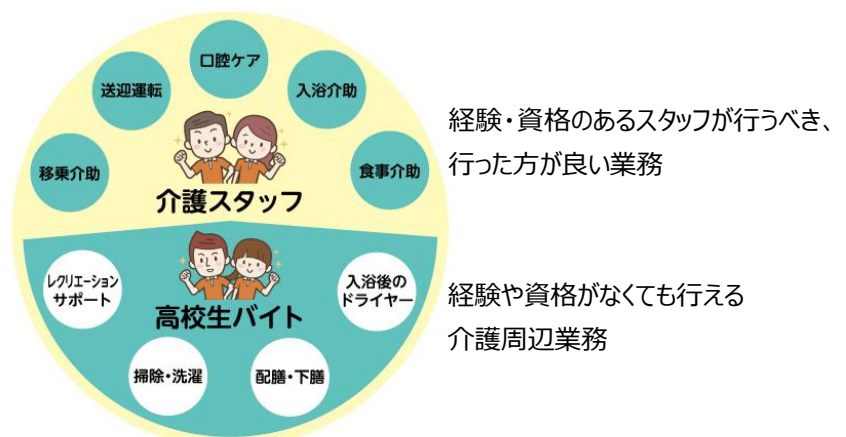 口腔ケア
送迎運転
入浴介助
移乗介助
食事介助
介護スタッフ
経験・資格のあるスタッフが行うべき、
行った方が良い業務
レクリエーション
サポート
入浴後の
ドライヤー
高校生バイト
掃除・洗濯
配膳・下膳
経験や資格がなくても行える
介護周辺業務